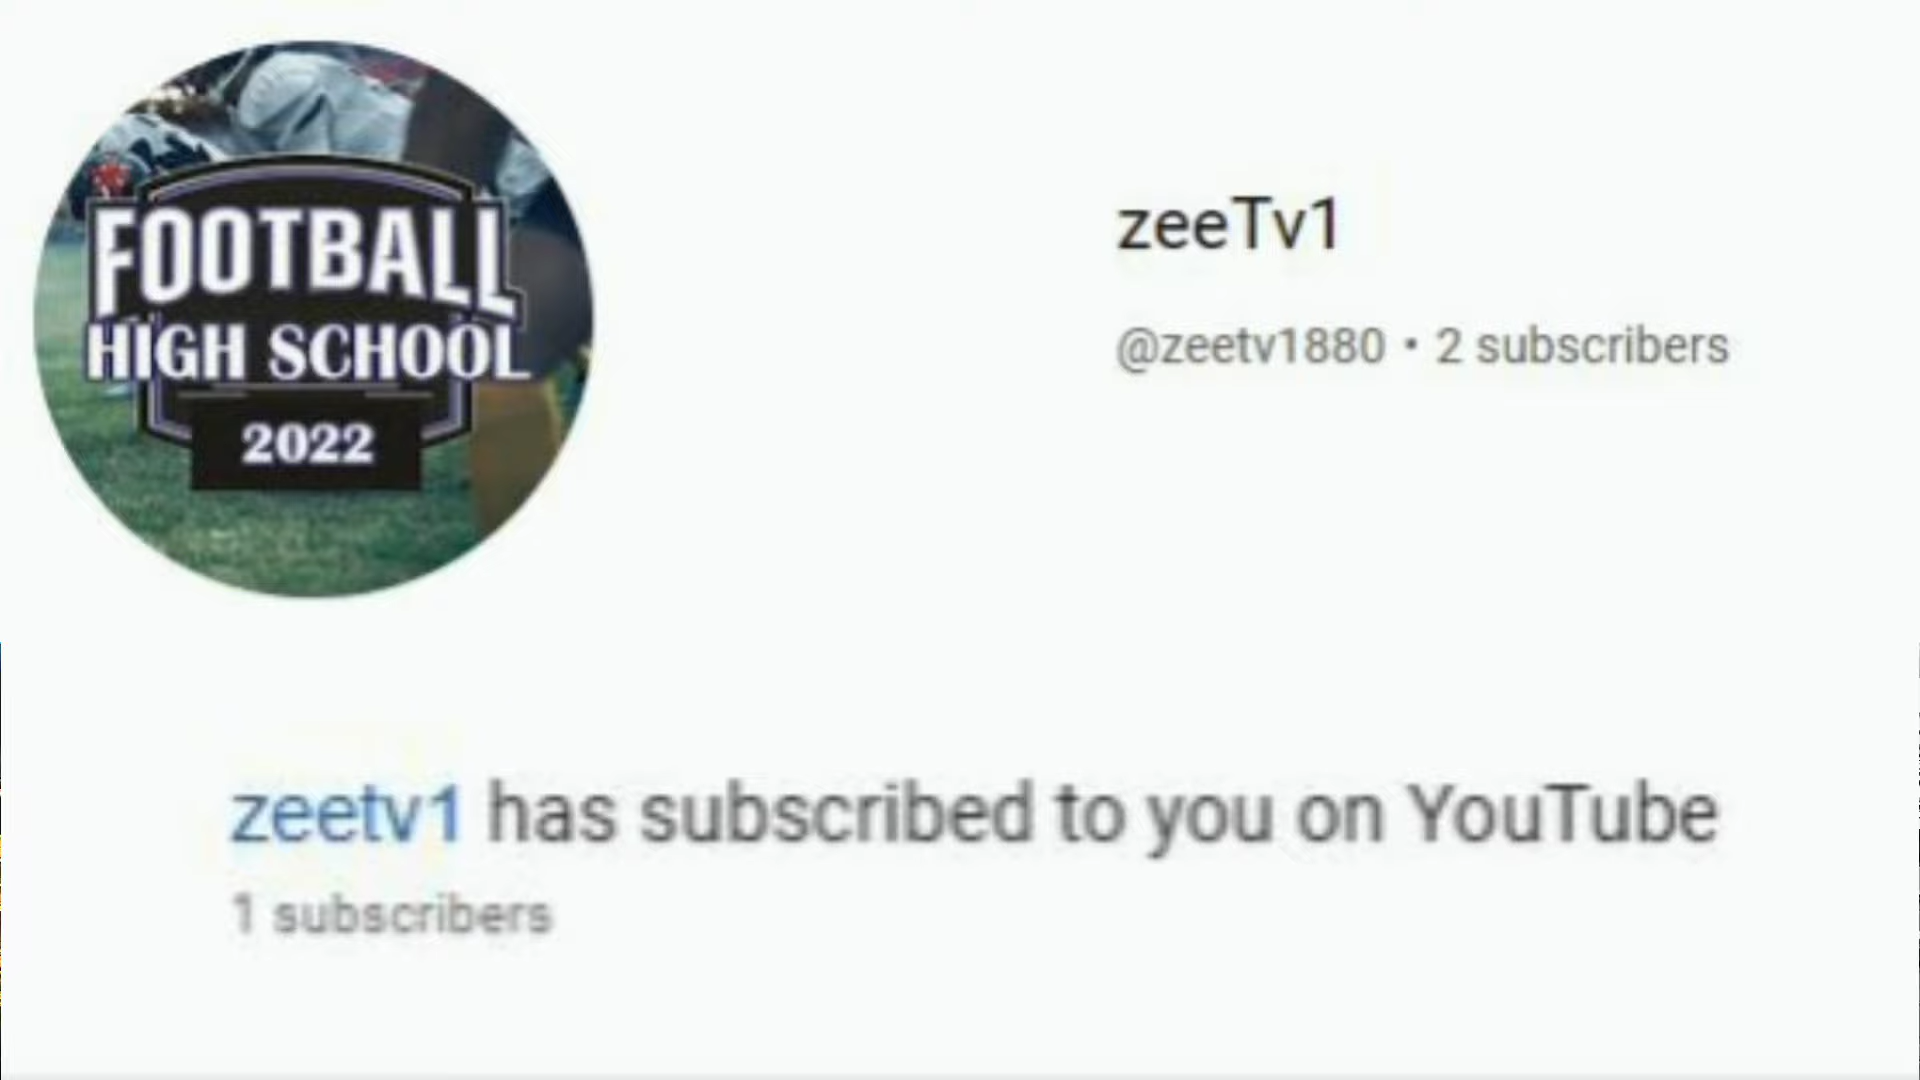 FOOTBALL
HIGH SCHOOL
2022
zeeTv1
@zeetv1880 • 2 subscribers
zeetv1 has subscribed to you on YouTube
1 subscribers